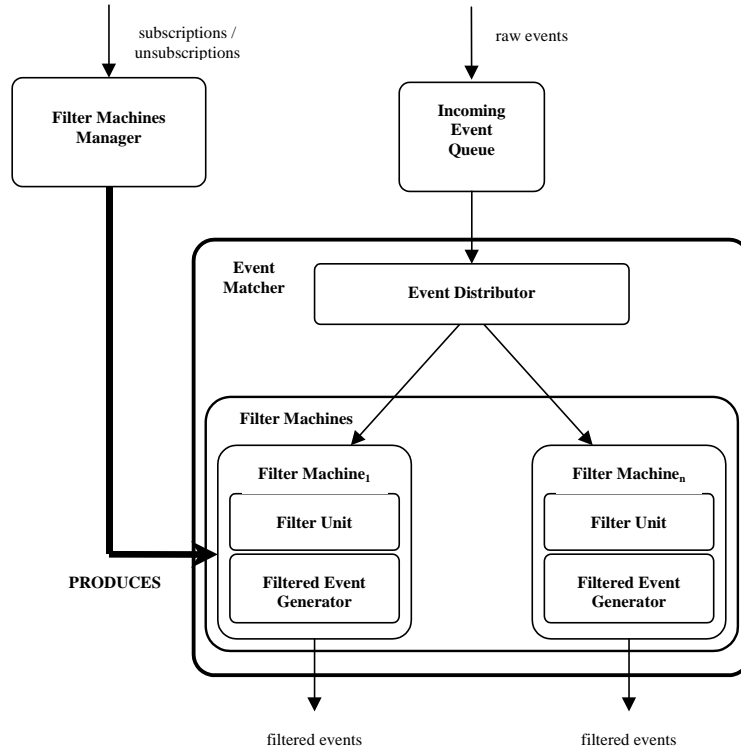 subscriptions /
unsubscriptions
raw events
Filter Machines
Manager
Incoming
Event
Queue
Event
Matcher
Event Distributor
Filter Machines
Filter Machine₁
Filter Unit
Filtered Event
Generator
Filter Machineₙ
Filter Unit
Filtered Event
Generator
PRODUCES
filtered events
filtered events